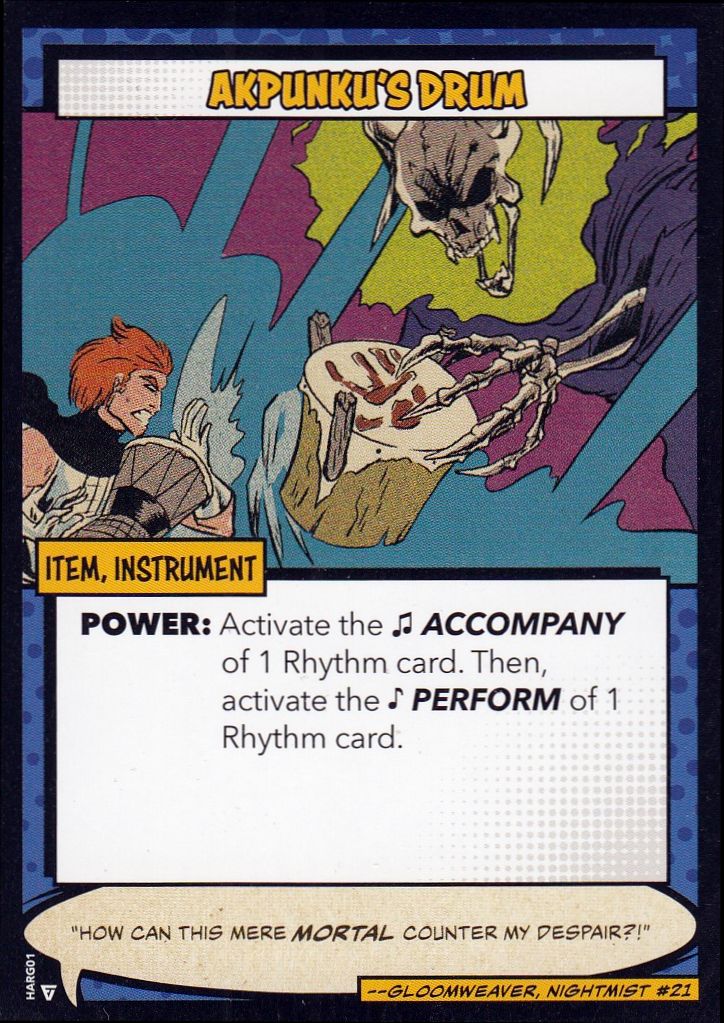 AKPUNKU'S DRUM
ITEM, INSTRUMENT
POWER: Activate the ♫ ACCOMPANY
of 1 Rhythm card. Then,
activate the ♪ PERFORM of 1
Rhythm card.
"HOW CAN THIS MERE MORTAL COUNTER MY DESPAIR?!"
--GLOOMWEAVER, NIGHTMIST #21
HARG01